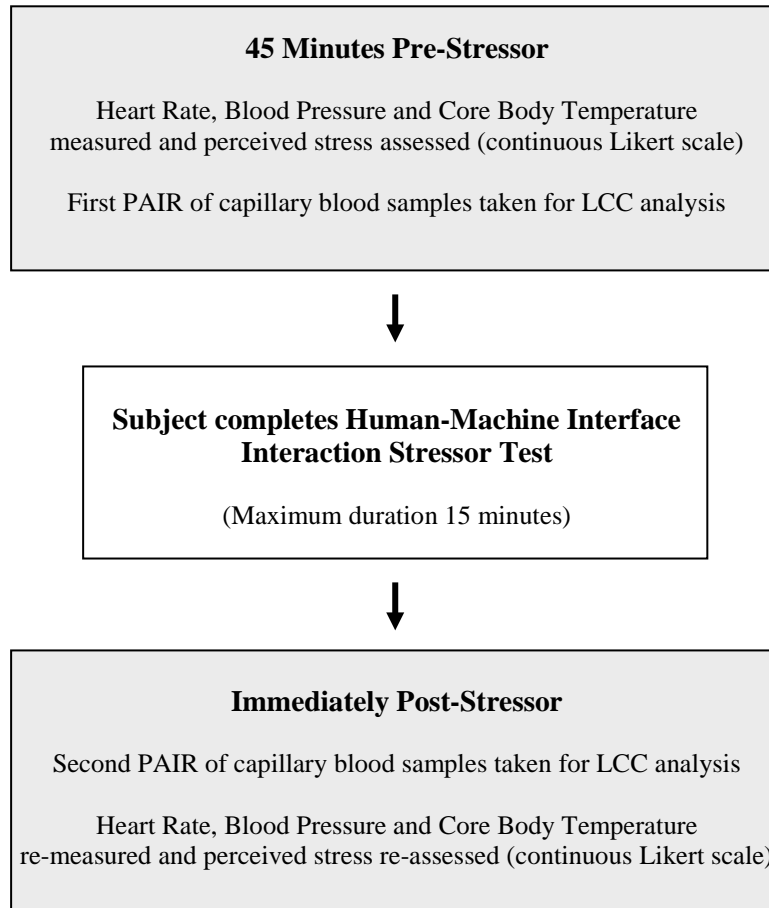 45 Minutes Pre-Stressor
Heart Rate, Blood Pressure and Core Body Temperature
measured and perceived stress assessed (continuous Likert scale)
First PAIR of capillary blood samples taken for LCC analysis
Subject completes Human-Machine Interface
Interaction Stressor Test
(Maximum duration 15 minutes)
Immediately Post-Stressor
Second PAIR of capillary blood samples taken for LCC analysis
Heart Rate, Blood Pressure and Core Body Temperature
re-measured and perceived stress re-assessed (continuous Likert scale)